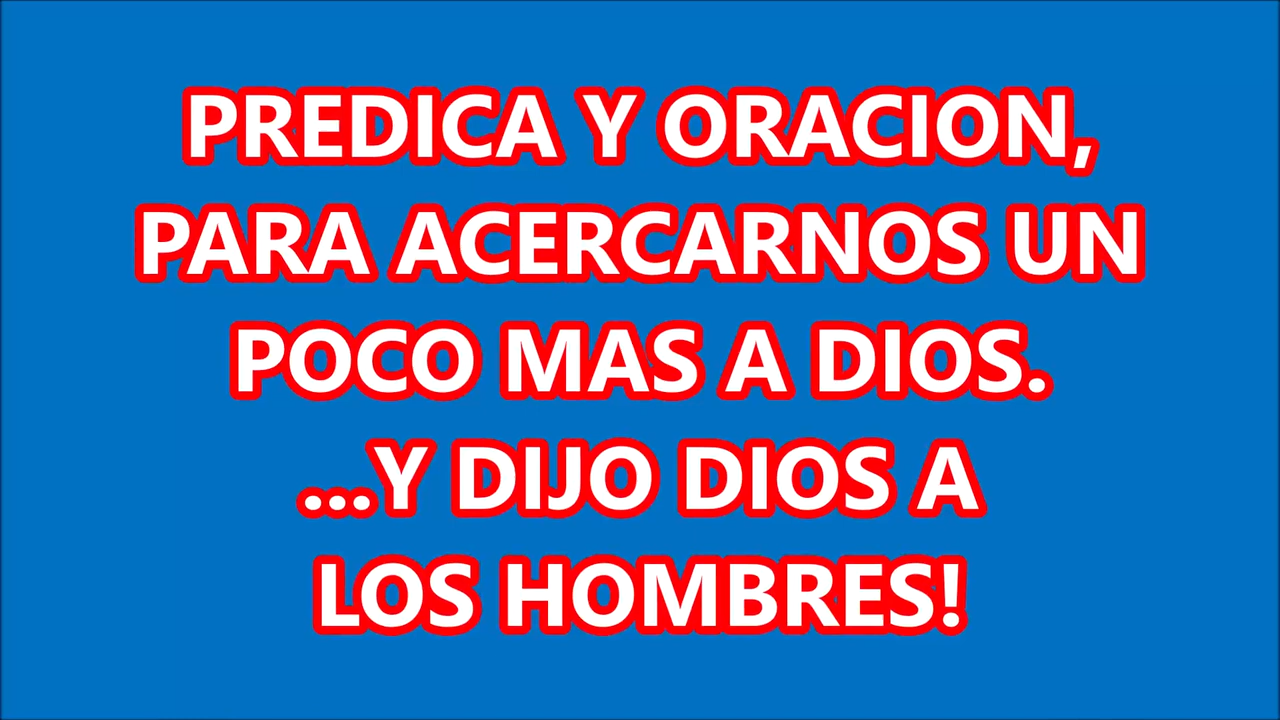 PREDICA Y ORACION,
PARA ACERCARNOS UN
POCO MAS A DIOS.
...Y DIJO DIOS A
LOS HOMBRES!